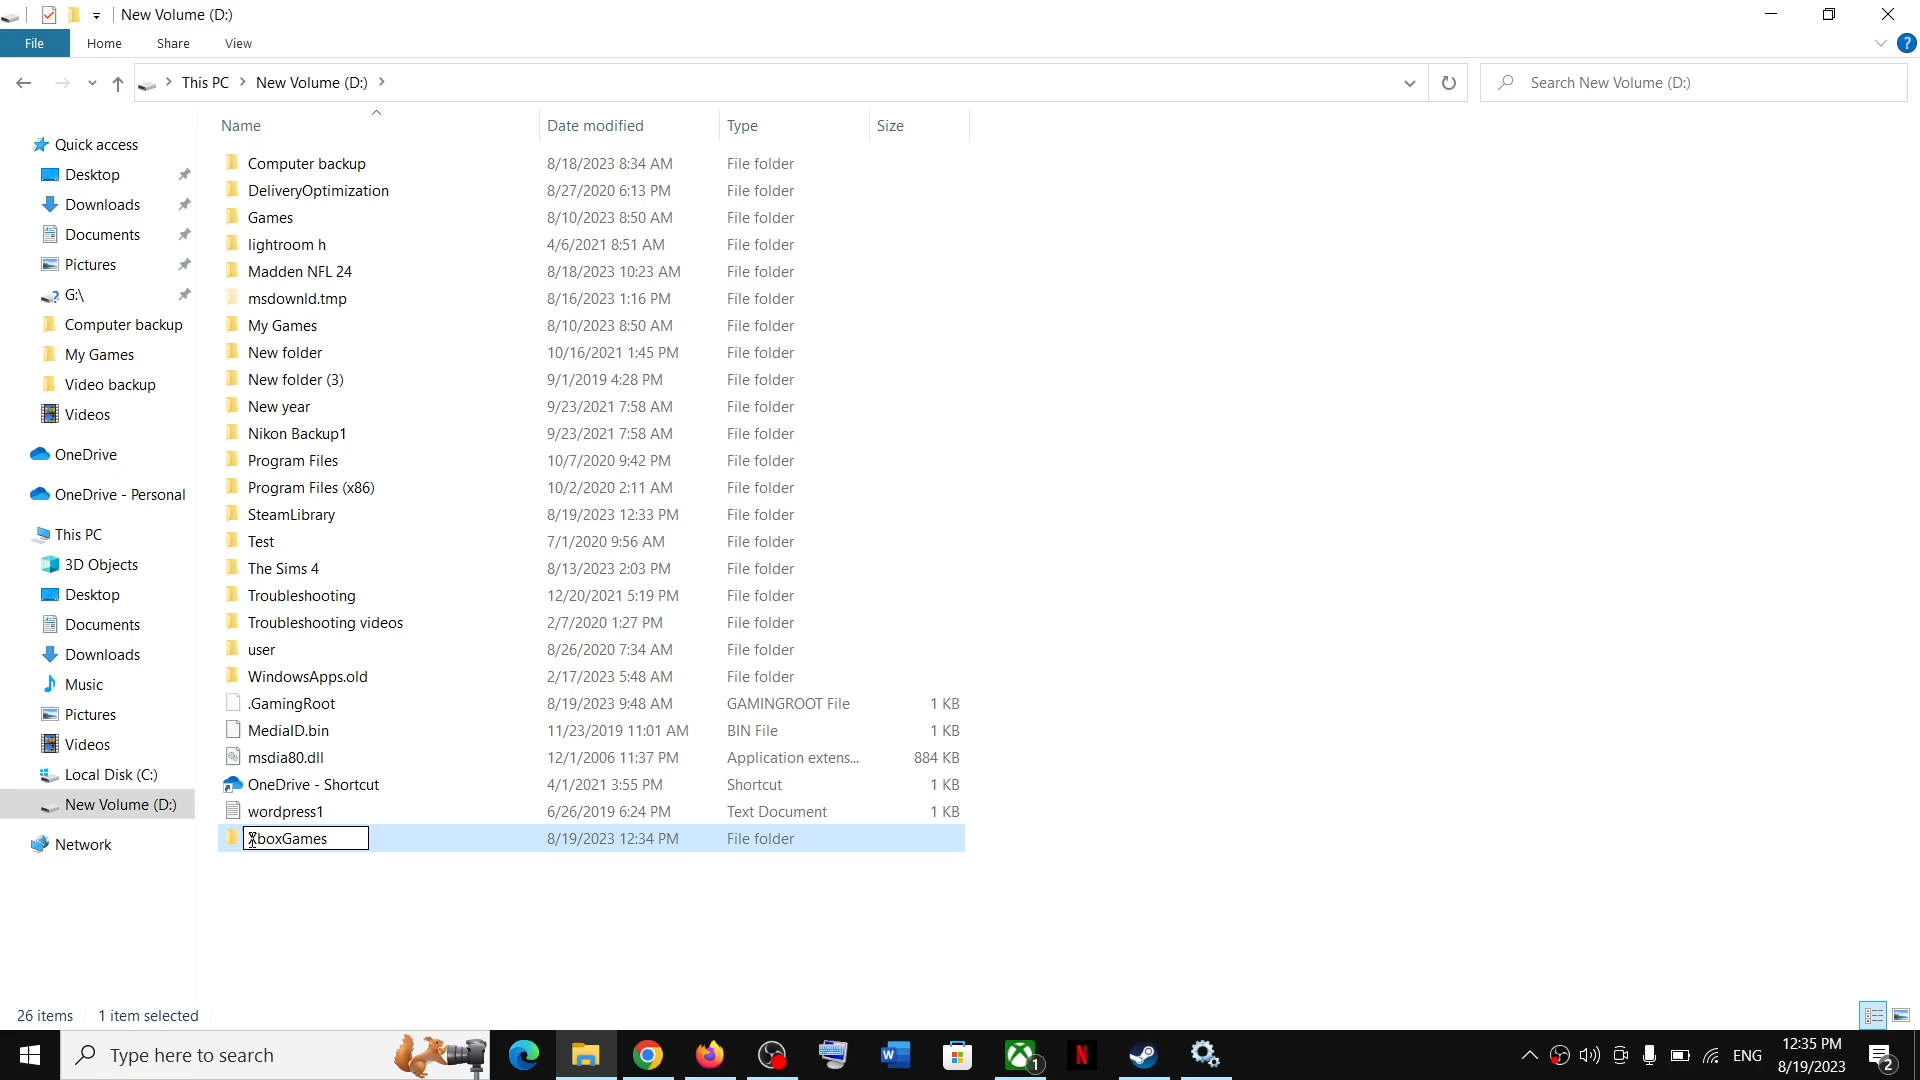 New Volume (D:)
File Home Share View
This PC New Volume (D:)
Search New Volume (D:)
Quick access
Desktop
Downloads
Documents
Pictures
G:\
Computer backup
My Games
Video backup
Videos
OneDrive
OneDrive - Personal
This PC
3D Objects
Desktop
Documents
Downloads
Music
Pictures
Videos
Local Disk (C:)
New Volume (D:)
Network
Name Date modified Type Size
Computer backup 8/18/2023 8:34 AM File folder
DeliveryOptimization 8/27/2020 6:13 PM File folder
Games 8/10/2023 8:50 AM File folder
lightroom h 4/6/2021 8:51 AM File folder
Madden NFL 24 8/18/2023 10:23 AM File folder
msdownld.tmp 8/16/2023 1:16 PM File folder
My Games 8/10/2023 8:50 AM File folder
New folder 10/16/2021 1:45 PM File folder
New folder (3) 9/1/2019 4:28 PM File folder
New year 9/23/2021 7:58 AM File folder
Nikon Backup1 9/23/2021 7:58 AM File folder
Program Files 10/7/2020 9:42 PM File folder
Program Files (x86) 10/2/2020 2:11 AM File folder
SteamLibrary 8/19/2023 12:33 PM File folder
Test 7/1/2020 9:56 AM File folder
The Sims 4 8/13/2023 2:03 PM File folder
Troubleshooting 12/20/2021 5:19 PM File folder
Troubleshooting videos 2/7/2020 1:27 PM File folder
user 8/26/2020 7:34 AM File folder
WindowsApps.old 2/17/2023 5:48 AM File folder
.GamingRoot 8/19/2023 9:48 AM GAMINGROOT File 1 KB
MediaID.bin 11/23/2019 11:01 AM BIN File 1 KB
msdia80.dll 12/1/2006 11:37 PM Application extens... 884 KB
OneDrive - Shortcut 4/1/2021 3:55 PM Shortcut 1 KB
wordpress1 6/26/2019 6:24 PM Text Document 1 KB
XboxGames 8/19/2023 12:34 PM File folder
26 items 1 item selected
Type here to search
1
N
ENG
12:35 PM
8/19/2023
2